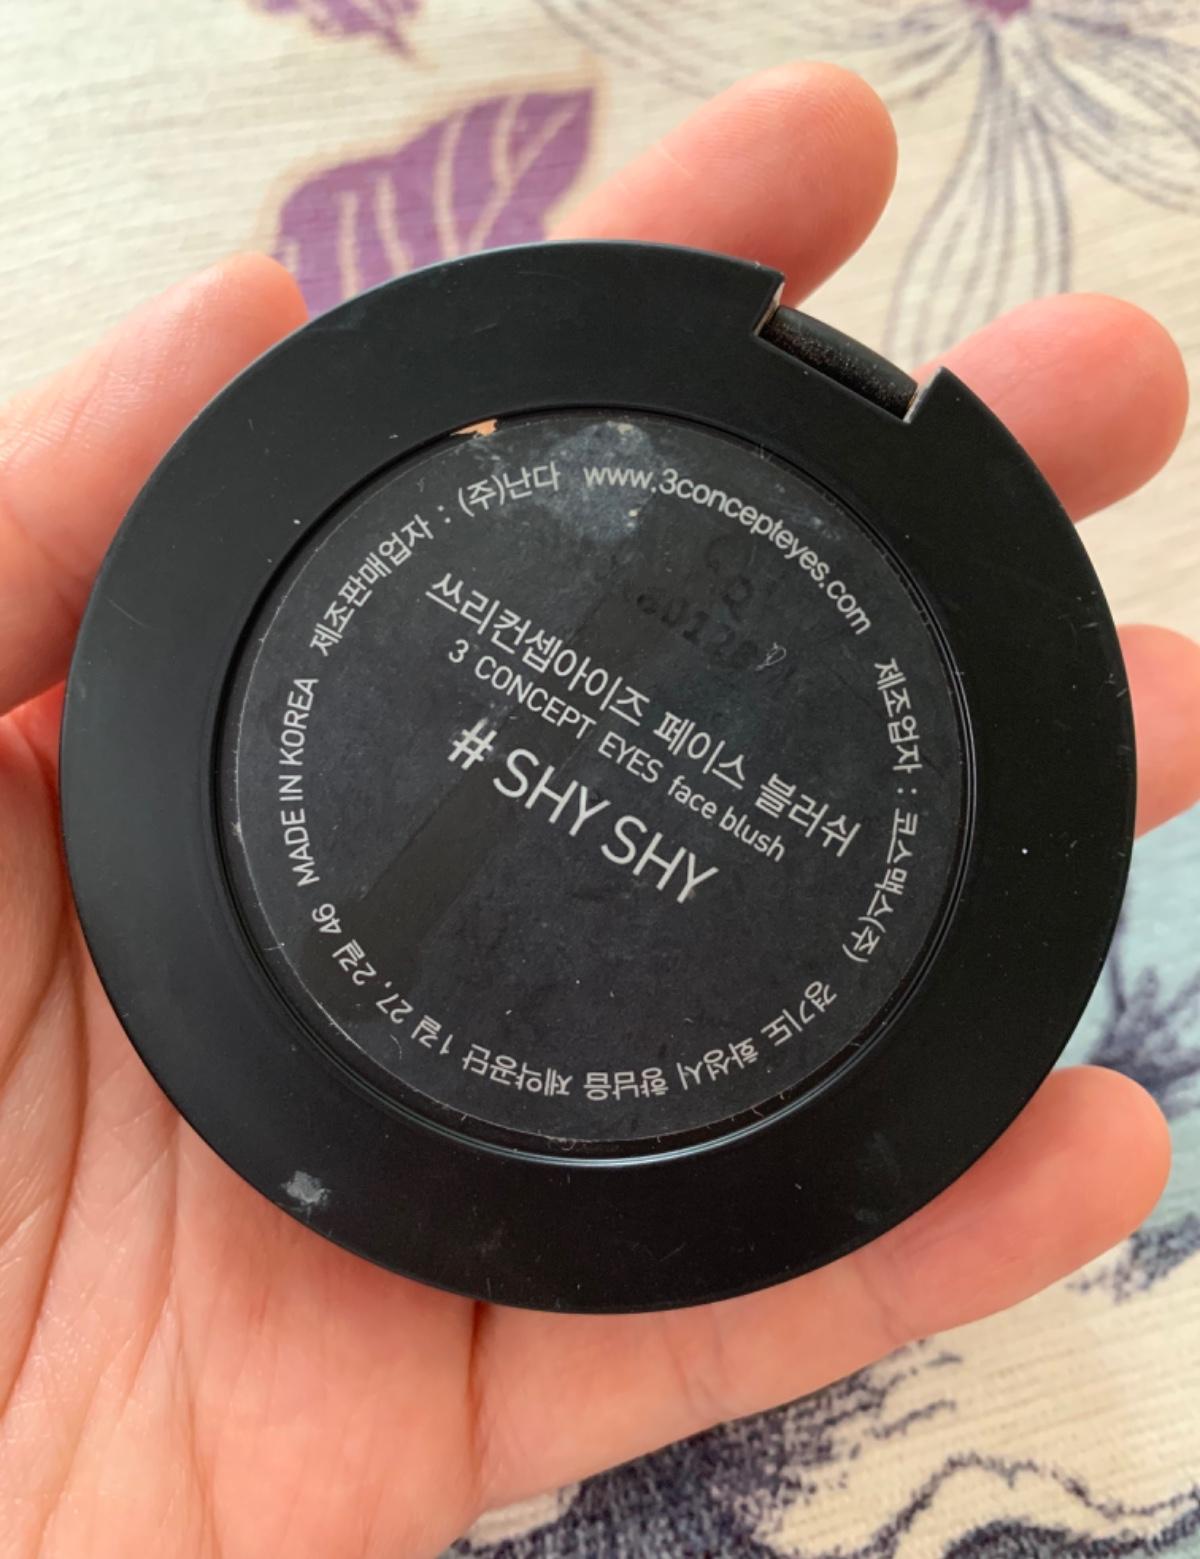 쓰리컨셉아이즈 페이스 블러쉬
3 CONCEPT EYES face blush
# SHY SHY
제조판매업자 : (주)난다 www.3concepteyes.com 제조업자 : 코스맥스(주) 경기도 화성시 향남읍 제약공단 1길 27, 2길 46 MADE IN KOREA